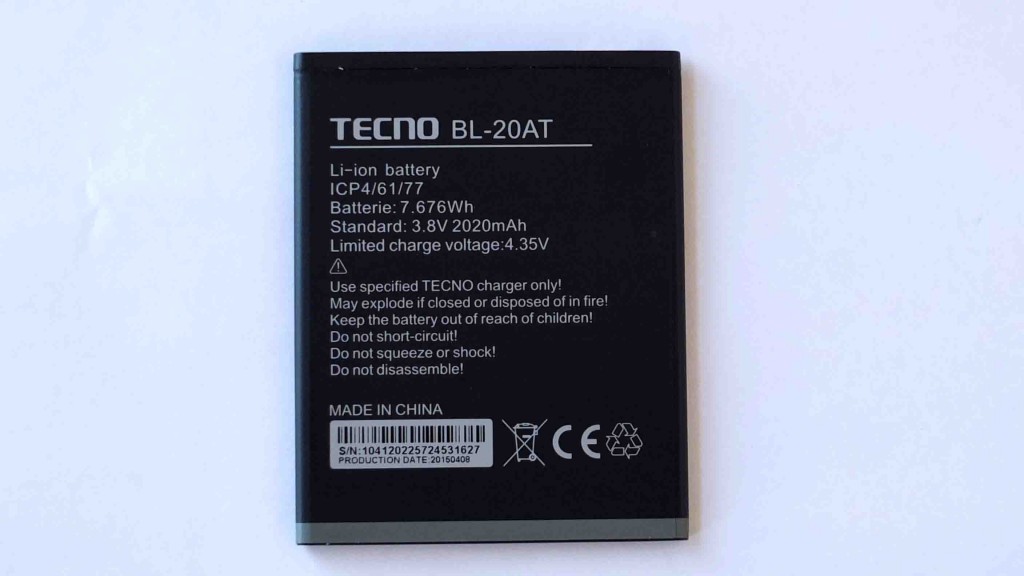 TECNO BL-20AT
Li-ion battery
ICP4/61/77
Batterie: 7.676Wh
Standard: 3.8V 2020mAh
Limited charge voltage:4.35V
Use specified TECNO charger only!
May explode if closed or disposed of in fire!
Keep the battery out of reach of children!
Do not short-circuit!
Do not squeeze or shock!
Do not disassemble!
MADE IN CHINA
S/N:104120225724531627
PRODUCTION DATE:20160408
CE